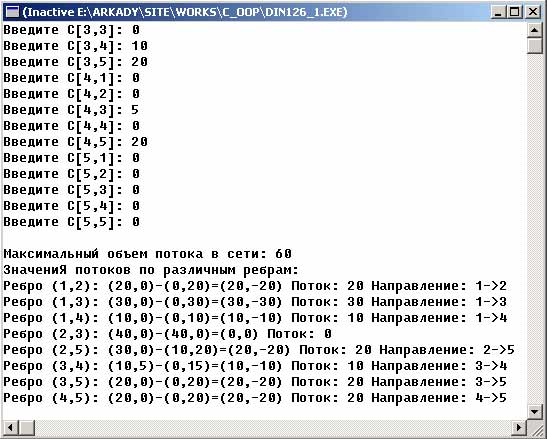 (Inactive E:\ARKADY\SITE\WORKS\C_OOP\DIN126_1.EXE)
Введите C[3,3]: 0
Введите C[3,4]: 10
Введите C[3,5]: 20
Введите C[4,1]: 0
Введите C[4,2]: 0
Введите C[4,3]: 5
Введите C[4,4]: 0
Введите C[4,5]: 20
Введите C[5,1]: 0
Введите C[5,2]: 0
Введите C[5,3]: 0
Введите C[5,4]: 0
Введите C[5,5]: 0
Максимальный объем потока в сети: 60
ЗначениЯ потоков по различным ребрам:
Ребро (1,2): (20,0)-(0,20)=(20,-20) Поток: 20 Направление: 1->2
Ребро (1,3): (30,0)-(0,30)=(30,-30) Поток: 30 Направление: 1->3
Ребро (1,4): (10,0)-(0,10)=(10,-10) Поток: 10 Направление: 1->4
Ребро (2,3): (40,0)-(40,0)=(0,0) Поток: 0
Ребро (2,5): (30,0)-(10,20)=(20,-20) Поток: 20 Направление: 2->5
Ребро (3,4): (10,5)-(0,15)=(10,-10) Поток: 10 Направление: 3->4
Ребро (3,5): (20,0)-(0,20)=(20,-20) Поток: 20 Направление: 3->5
Ребро (4,5): (20,0)-(0,20)=(20,-20) Поток: 20 Направление: 4->5